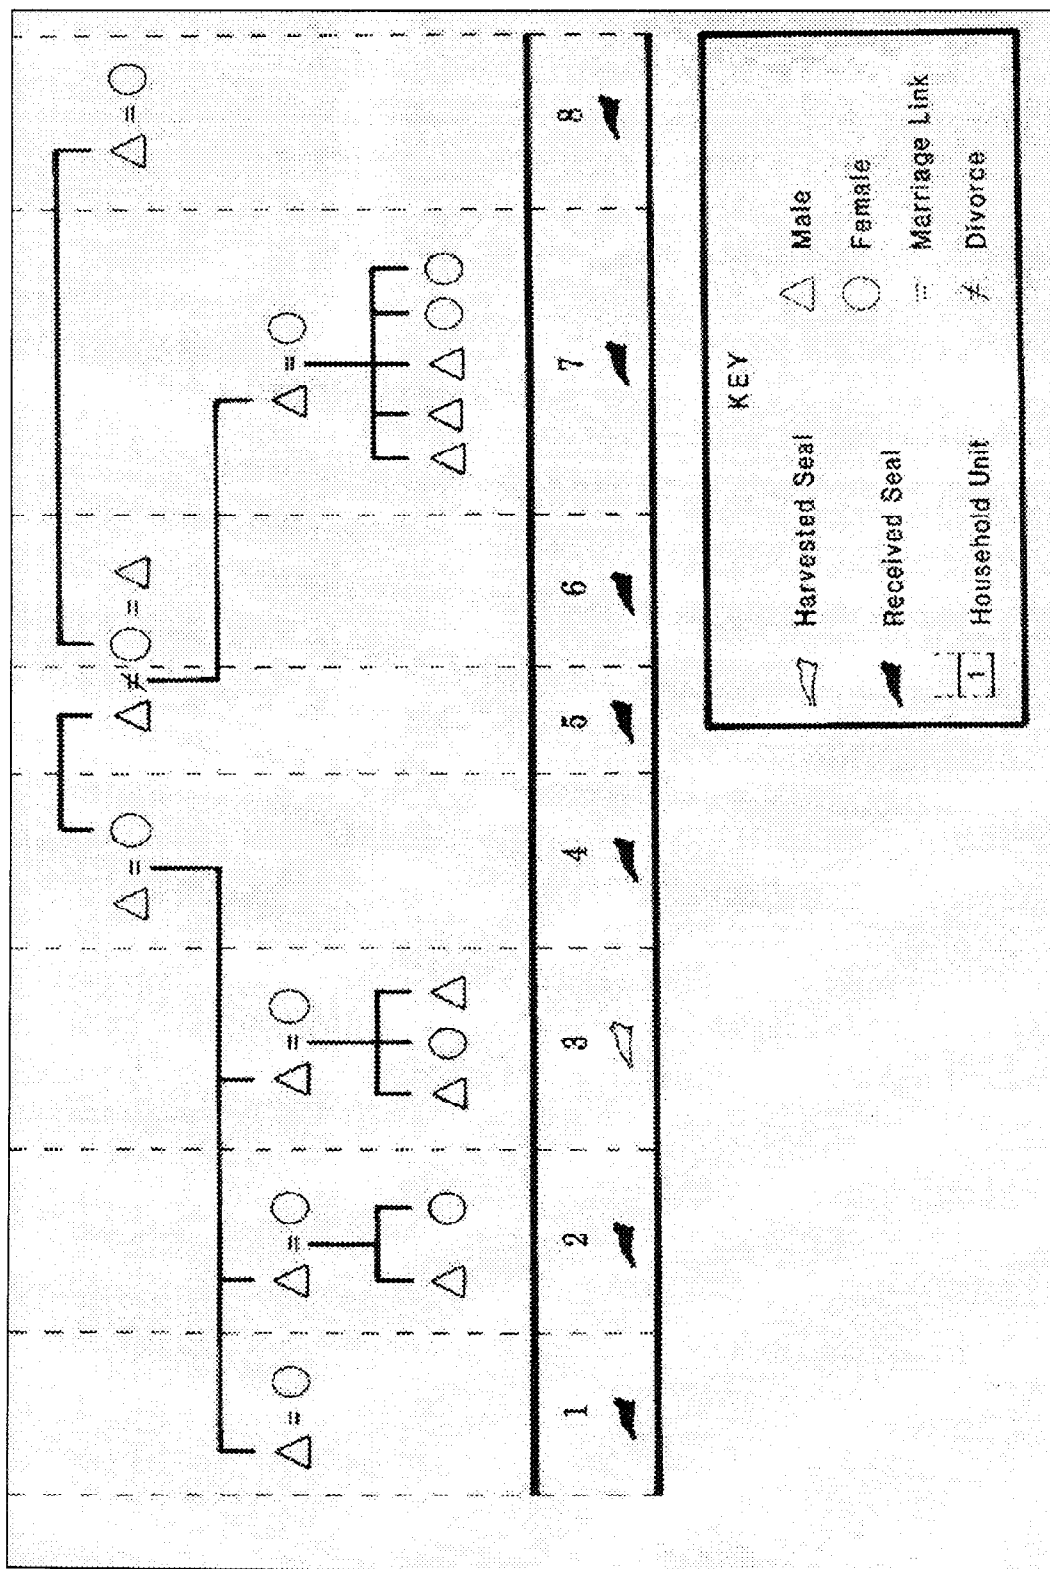 1 2 3 4 5 6 7 8
KEY
Harvested Seal
Male
Received Seal
Female
= Marriage Link
1
Household Unit
≠ Divorce